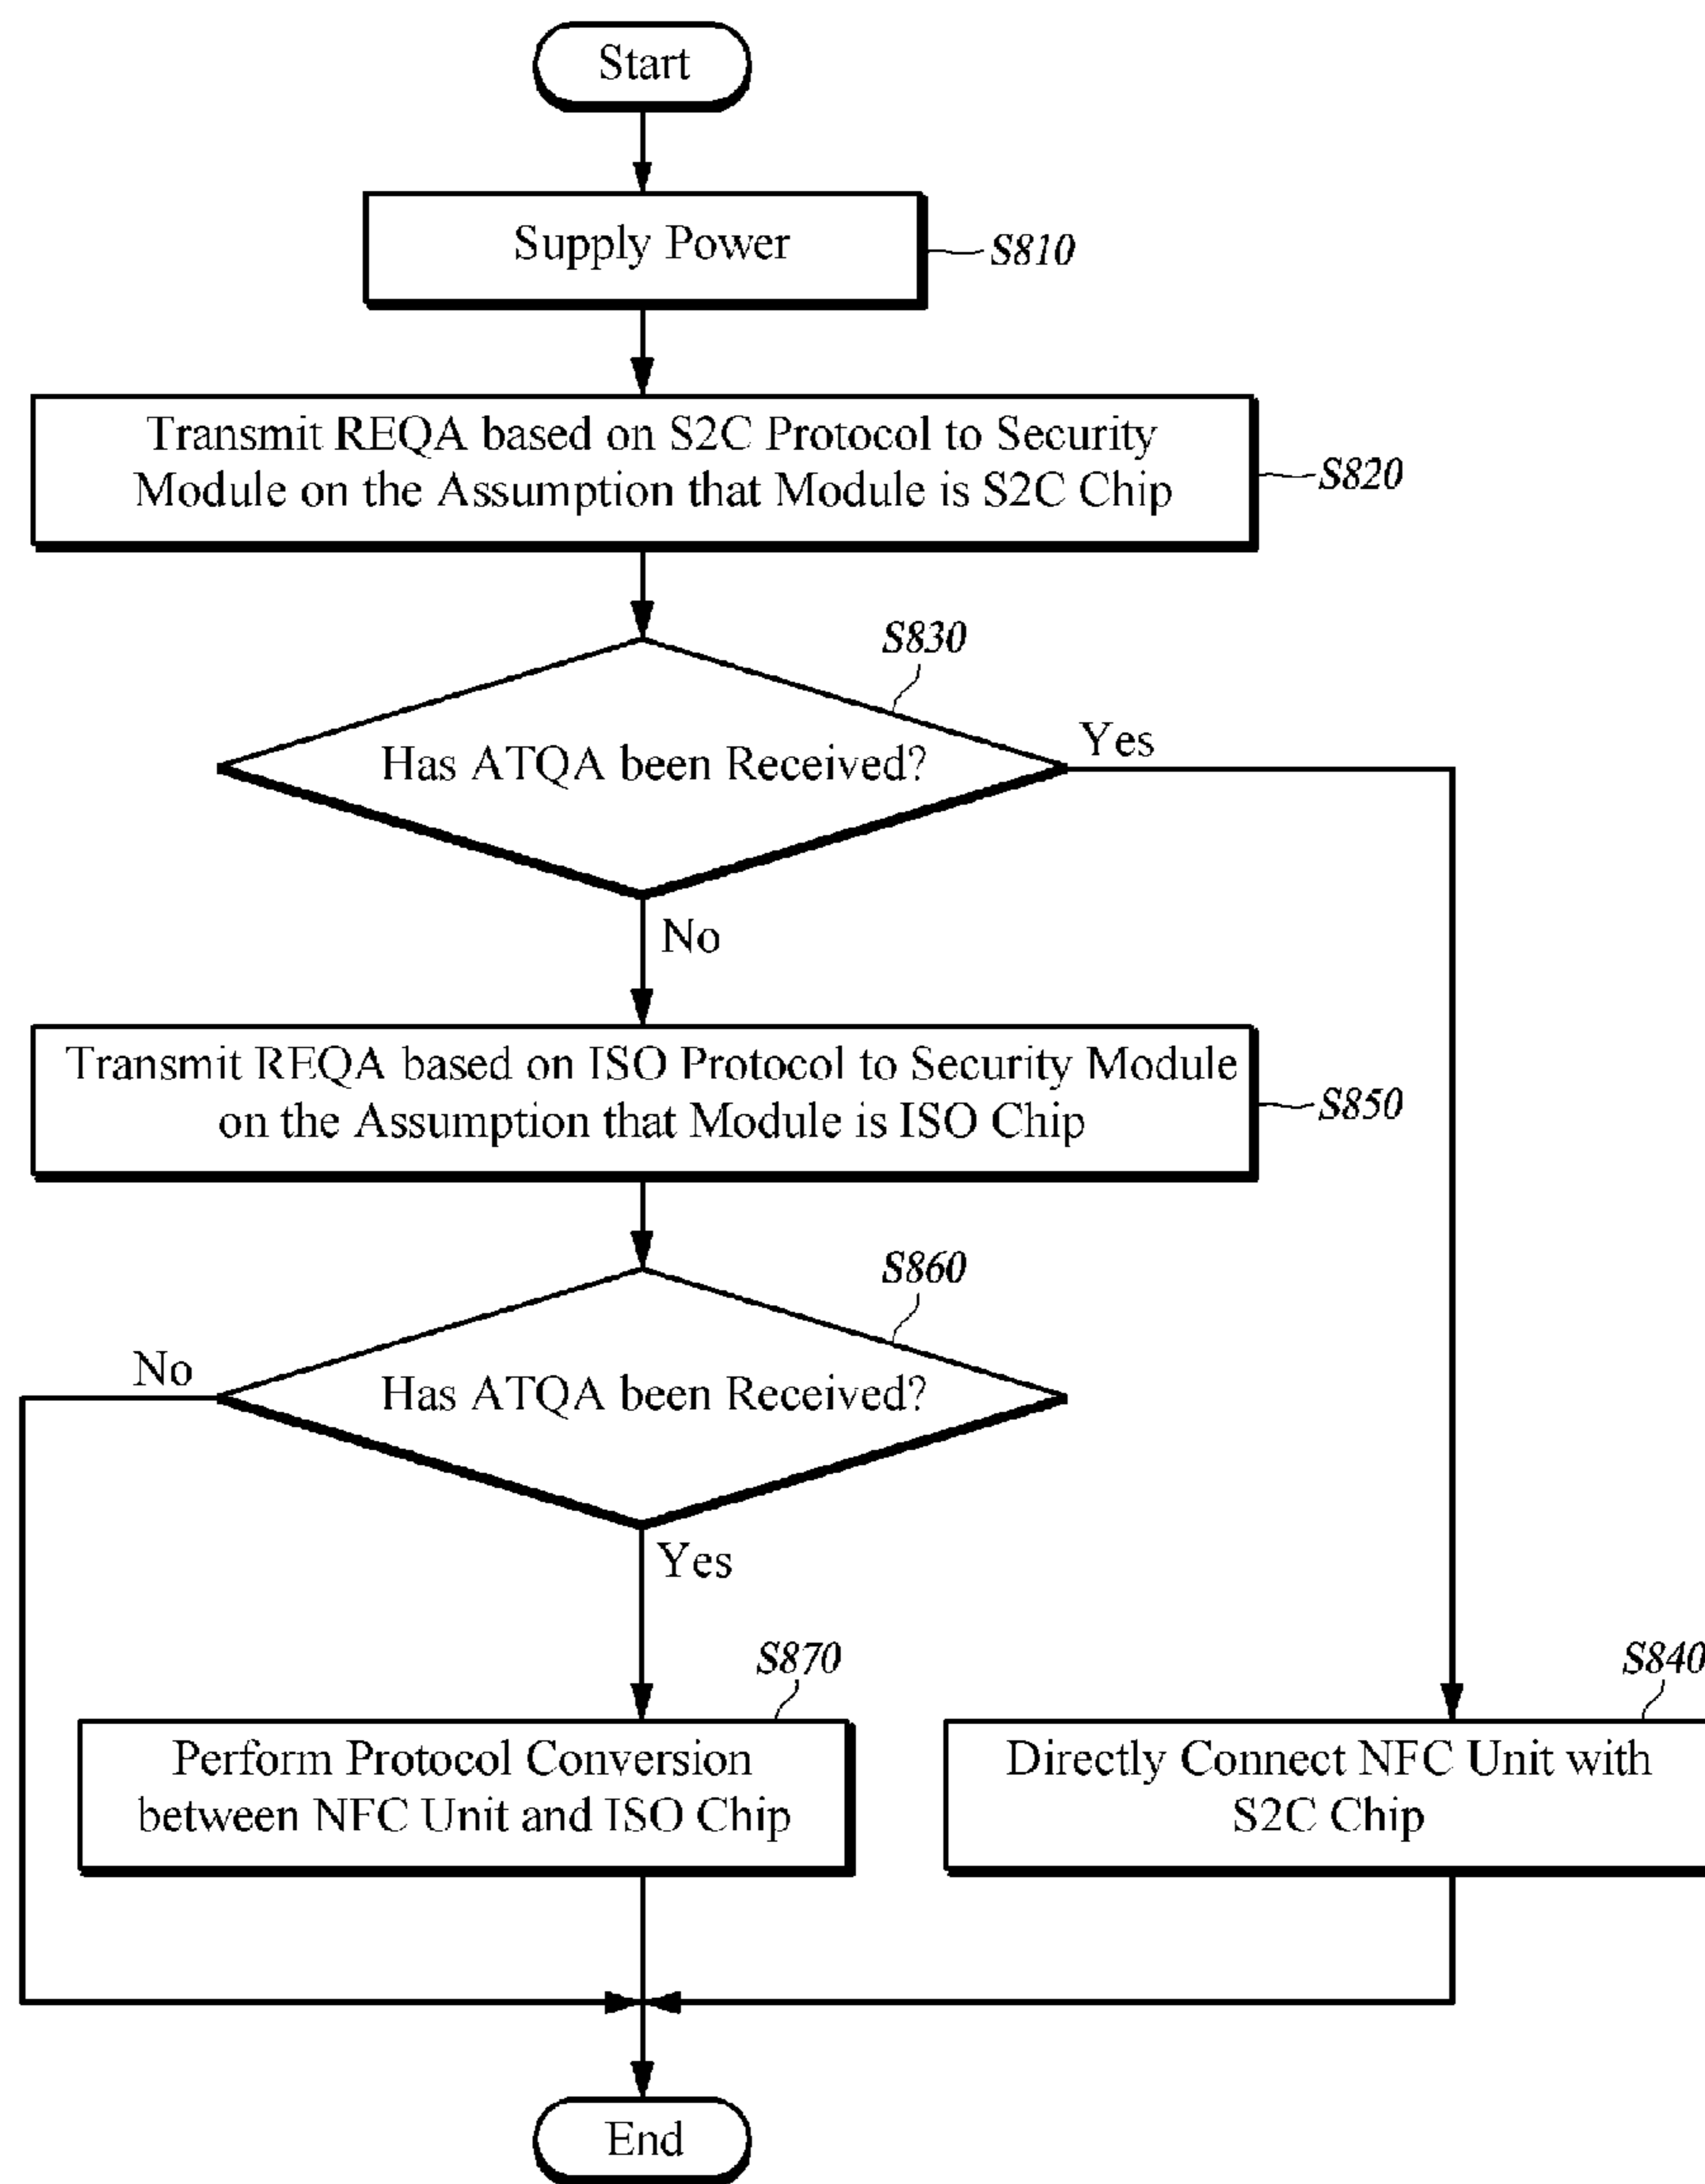 Start
Supply Power
S810
Transmit REQA based on S2C Protocol to Security
Module on the Assumption that Module is S2C Chip
S820
S830
Has ATQA been Received?
Yes
No
Transmit REQA based on ISO Protocol to Security Module
on the Assumption that Module is ISO Chip
S850
S860
No
Has ATQA been Received?
Yes
S870
Perform Protocol Conversion
between NFC Unit and ISO Chip
S840
Directly Connect NFC Unit with
S2C Chip
End